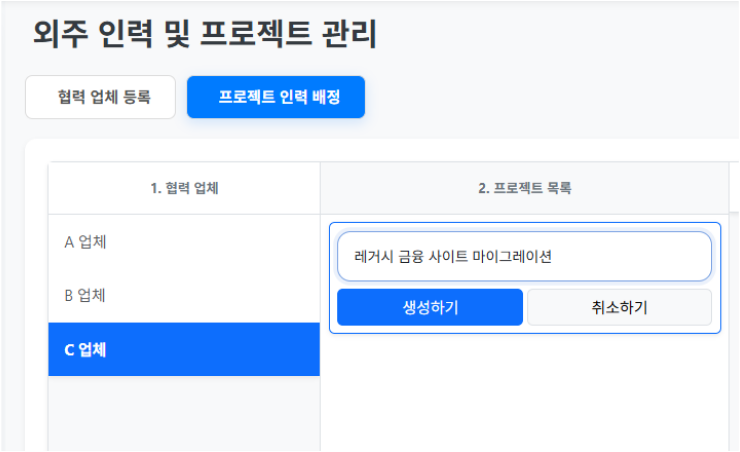 외주 인력 및 프로젝트 관리
협력 업체 등록
프로젝트 인력 배정
1. 협력 업체
2. 프로젝트 목록
A 업체
B 업체
C 업체
레거시 금융 사이트 마이그레이션
생성하기
취소하기